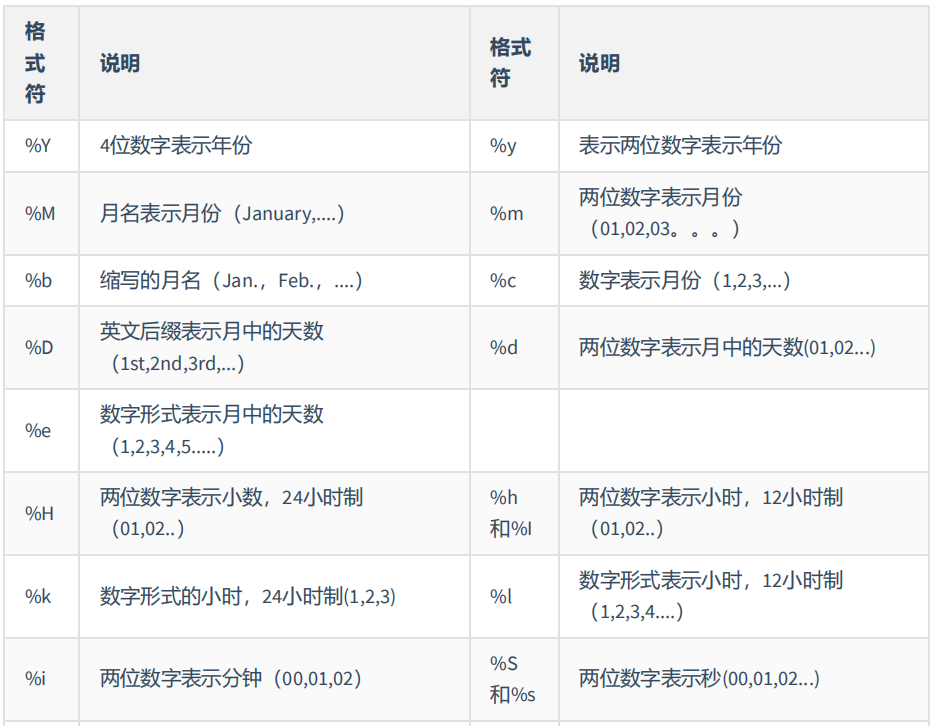 格
式
符
说明
格式
符
说明
%Y
4位数字表示年份
%y
表示两位数字表示年份
%M
月名表示月份（January,....）
%m
两位数字表示月份
（01,02,03。。。）
%b
缩写的月名（Jan.，Feb.，....）
%c
数字表示月份（1,2,3,...）
%D
英文后缀表示月中的天数
（1st,2nd,3rd,...）
%d
两位数字表示月中的天数(01,02...)
%e
数字形式表示月中的天数
（1,2,3,4,5.....）
%H
两位数字表示小数，24小时制
（01,02..）
%h
和%I
两位数字表示小时，12小时制
（01,02..）
%k
数字形式的小时，24小时制(1,2,3)
%l
数字形式表示小时，12小时制
（1,2,3,4....）
%i
两位数字表示分钟（00,01,02）
%S
和%s
两位数字表示秒(00,01,02...)